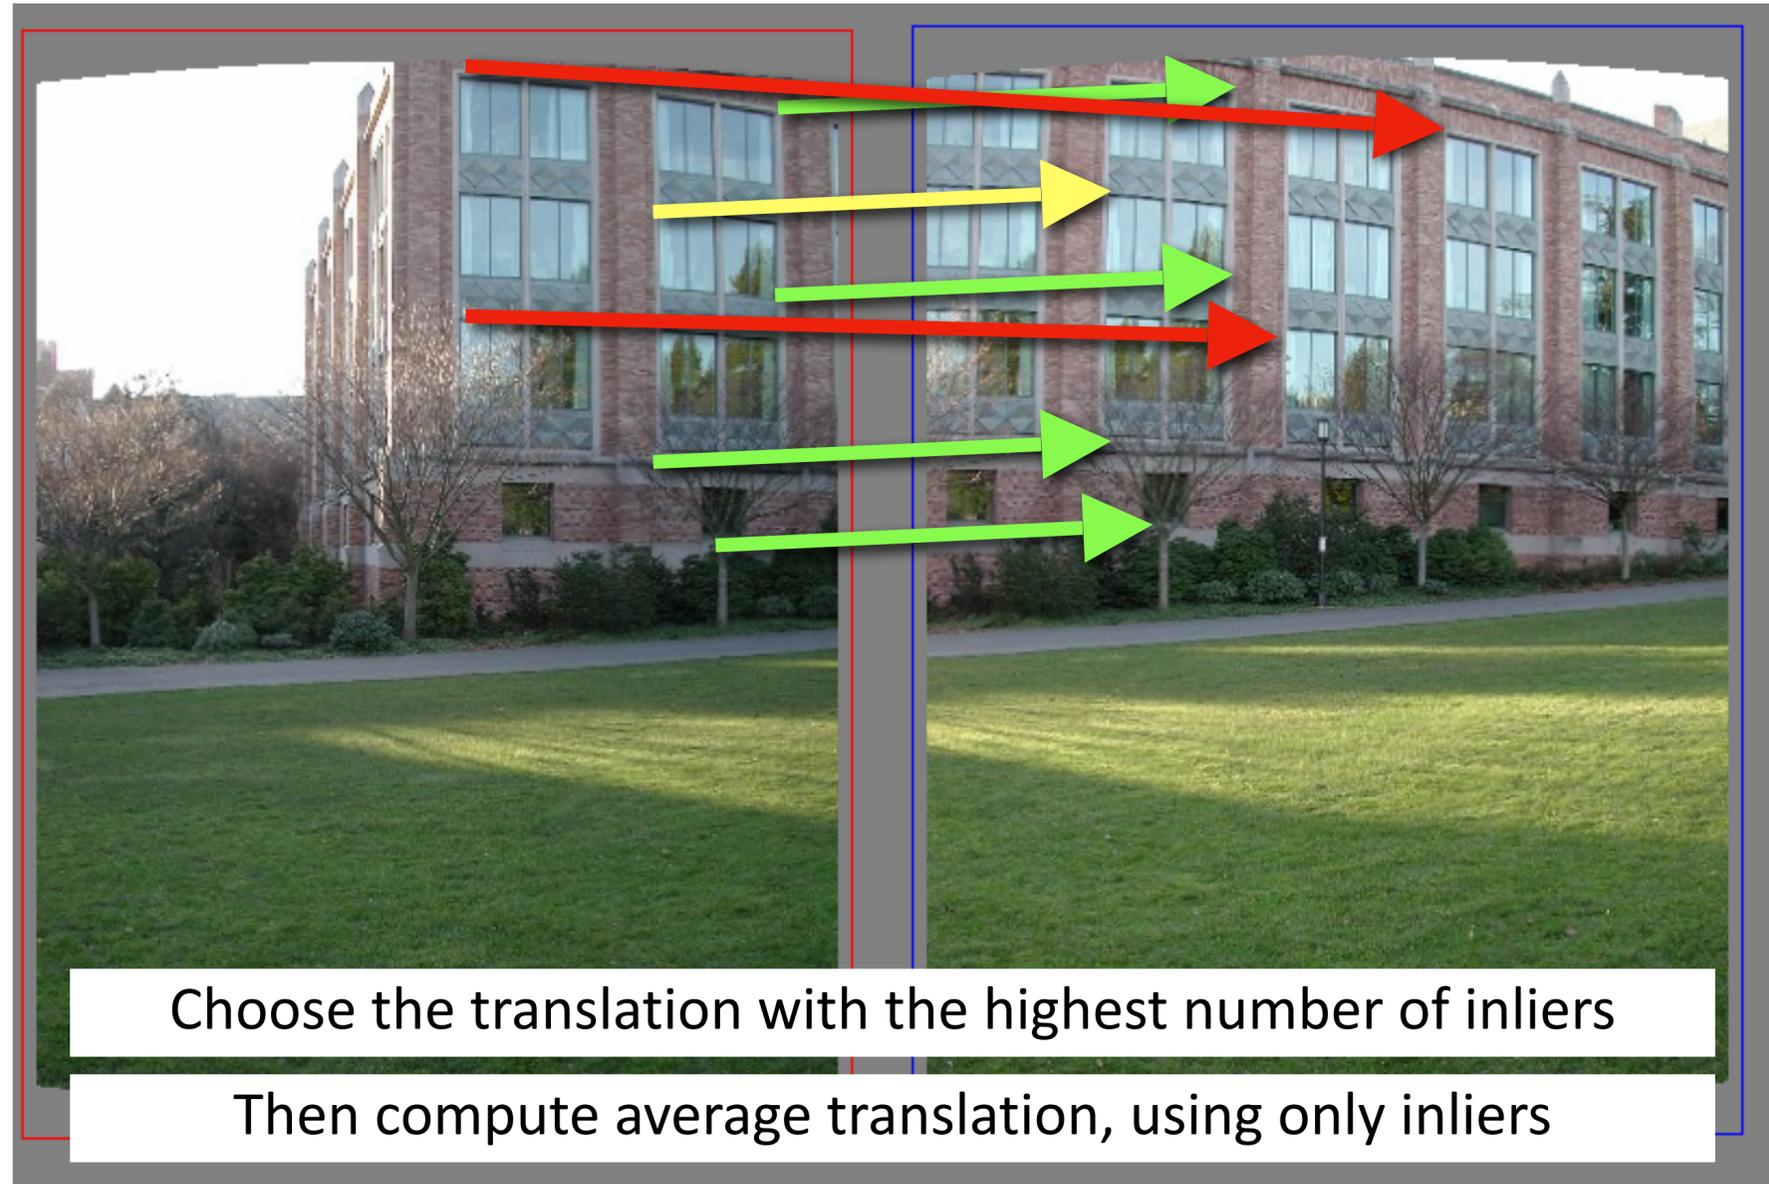 Choose the translation with the highest number of inliers
Then compute average translation, using only inliers